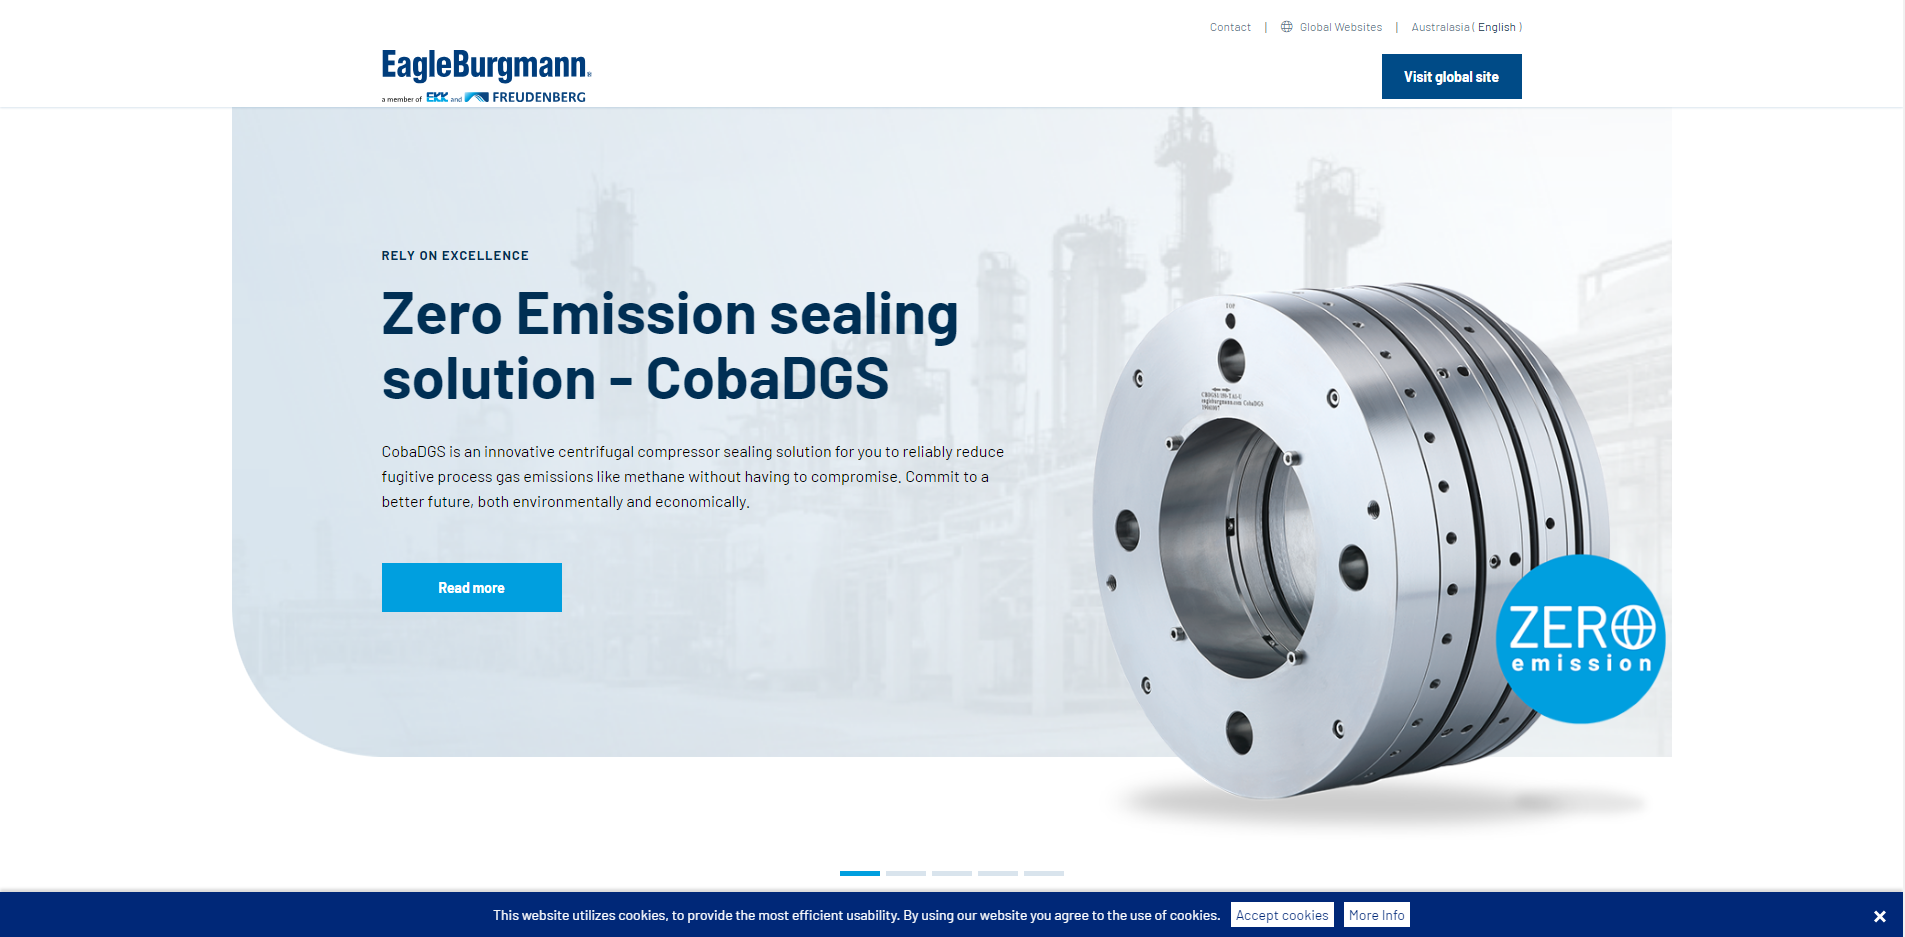 Contact | Global Websites | Australasia ( English )
EagleBurgmann®
a member of EKK and FREUDENBERG
Visit global site
RELY ON EXCELLENCE
Zero Emission sealing
solution - CobaDGS
CobaDGS is an innovative centrifugal compressor sealing solution for you to reliably reduce
fugitive process gas emissions like methane without having to compromise. Commit to a
better future, both environmentally and economically.
Read more
TOP
eagleburgmann.com CobaDGS
ZERO
emission
This website utilizes cookies, to provide the most efficient usability. By using our website you agree to the use of cookies. Accept cookies More Info